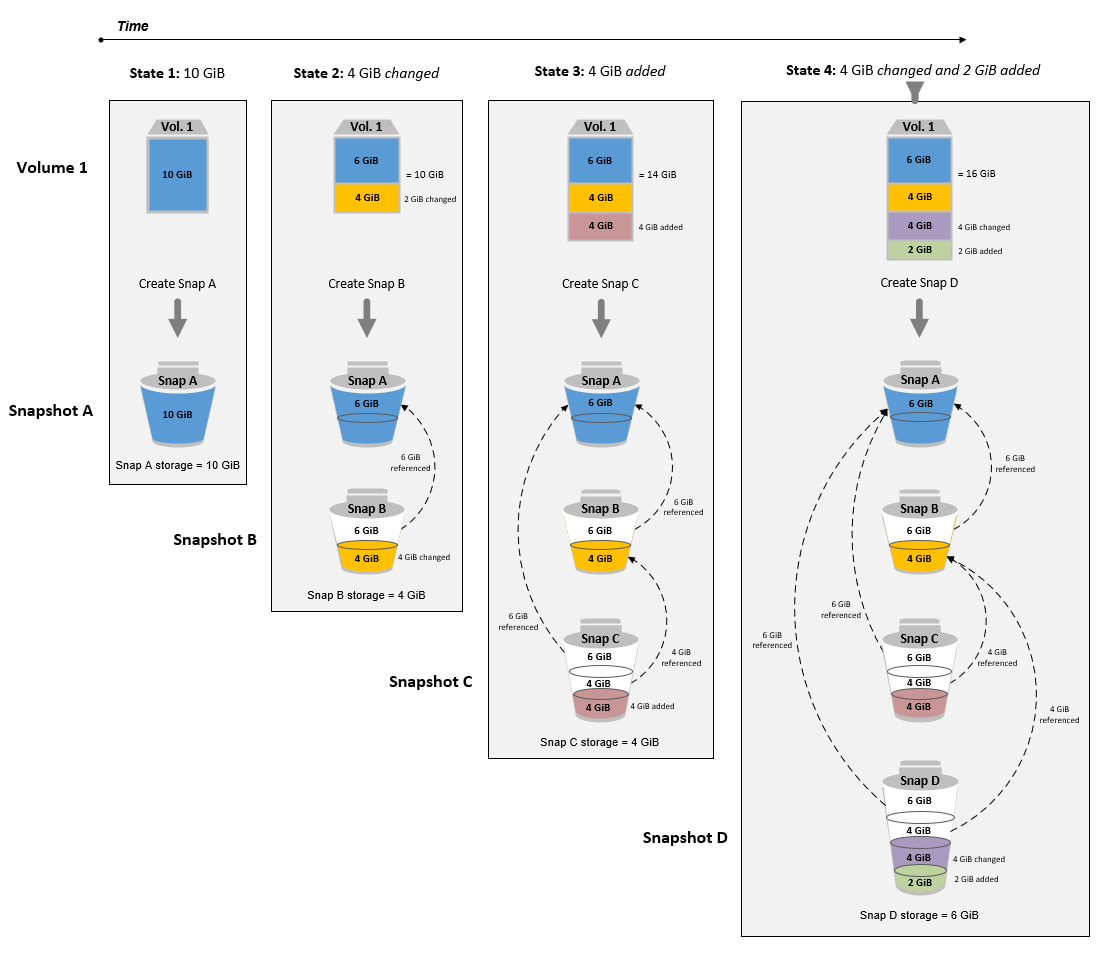 Time
State 1: 10 GiB
State 2: 4 GiB changed
State 3: 4 GiB added
State 4: 4 GiB changed and 2 GiB added
Volume 1
Vol. 1
10 GiB
Vol. 1
6 GiB
4 GiB
= 10 GiB
2 GiB changed
Vol. 1
6 GiB
4 GiB
4 GiB
= 14 GiB
4 GiB added
Vol. 1
6 GiB
4 GiB
4 GiB
2 GiB
= 16 GiB
4 GiB changed
2 GiB added
Create Snap A
Create Snap B
Create Snap C
Create Snap D
Snapshot A
Snap A
10 GiB
Snap A storage = 10 GiB
Snap A
6 GiB
6 GiB
referenced
Snapshot B
Snap B
6 GiB
4 GiB
4 GiB changed
Snap B storage = 4 GiB
Snap A
6 GiB
6 GiB
referenced
Snap B
6 GiB
4 GiB
6 GiB
referenced
4 GiB
referenced
Snapshot C
Snap C
6 GiB
4 GiB
4 GiB
4 GiB added
Snap C storage = 4 GiB
Snap A
6 GiB
6 GiB
referenced
Snap B
6 GiB
4 GiB
6 GiB
referenced
6 GiB
referenced
Snap C
6 GiB
4 GiB
4 GiB
4 GiB
referenced
4 GiB
referenced
Snapshot D
Snap D
6 GiB
4 GiB
4 GiB
2 GiB
4 GiB changed
2 GiB added
Snap D storage = 6 GiB